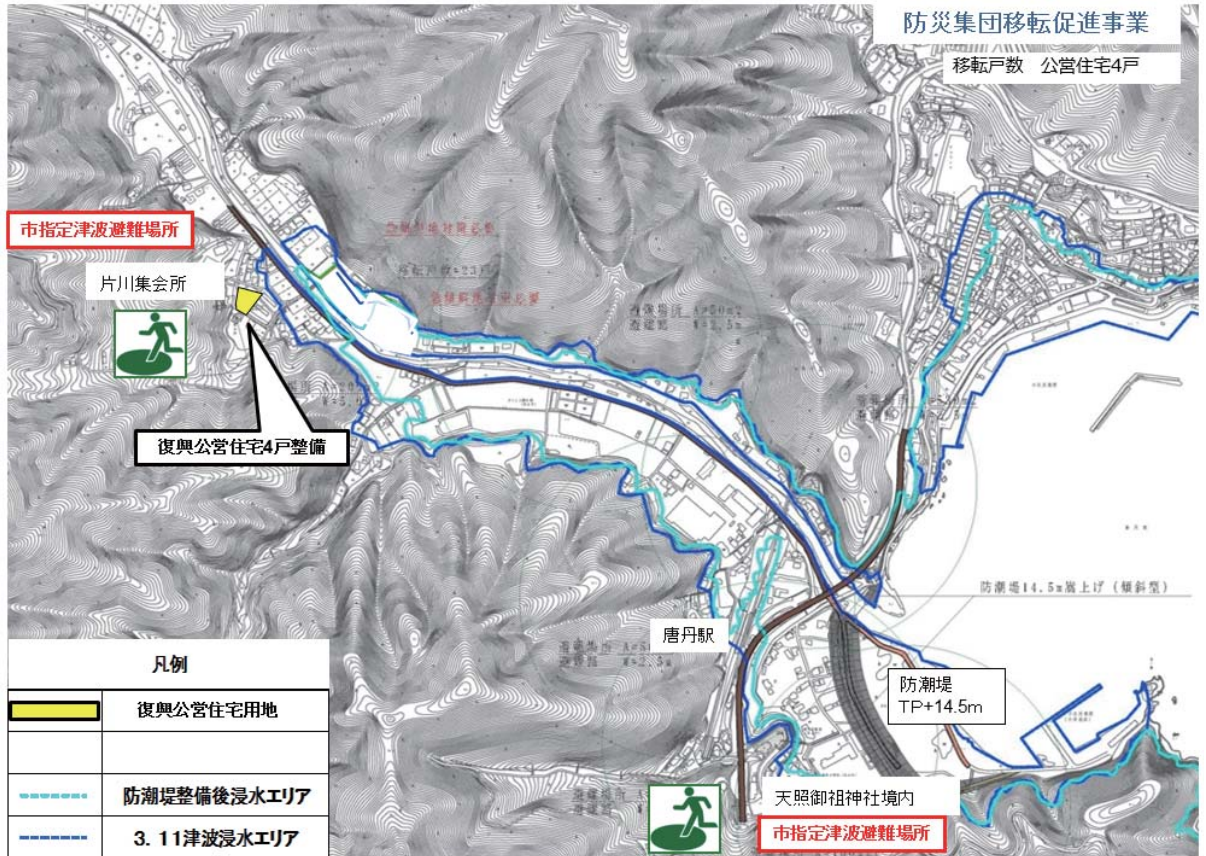 防災集団移転促進事業
移転戸数　公営住宅4戸
市指定津波避難場所
片川集会所
復興公営住宅4戸整備
防潮堤14.5m嵩上げ（傾斜型）
唐丹駅
防潮堤
TP+14.5m
天照御祖神社境内
市指定津波避難場所
凡例
復興公営住宅用地
防潮堤整備後浸水エリア
3. 11津波浸水エリア